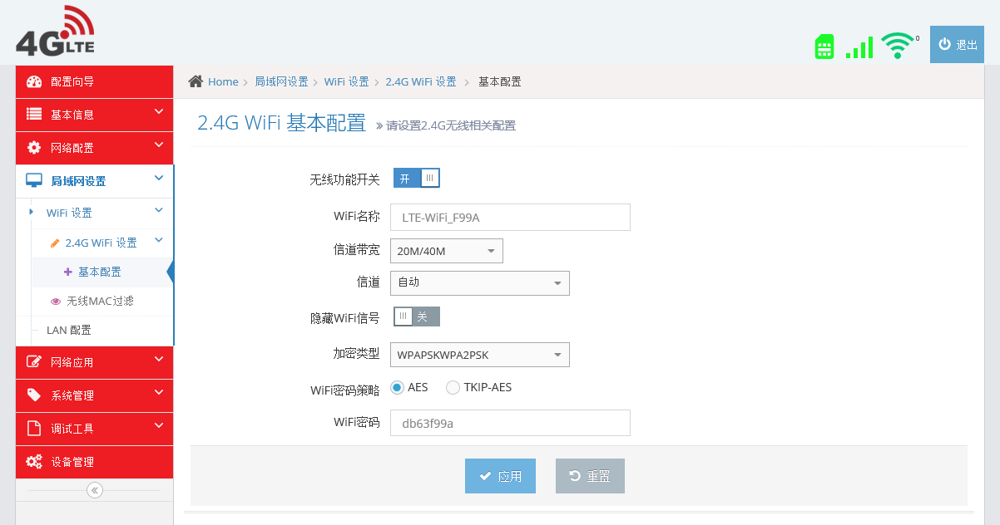 4GLTE
0
退出
配置向导
基本信息
网络配置
局域网设置
WiFi 设置
2.4G WiFi 设置
基本配置
无线MAC过滤
LAN 配置
网络应用
系统管理
调试工具
设备管理
Home > 局域网设置 > WiFi 设置 > 2.4G WiFi 设置 > 基本配置
2.4G WiFi 基本配置 » 请设置2.4G无线相关配置
无线功能开关 开
WiFi名称 LTE-WiFi_F99A
信道带宽 20M/40M
信道 自动
隐藏WiFi信号 关
加密类型 WPAPSKWPA2PSK
WiFi密码策略 AES TKIP-AES
WiFi密码 db63f99a
应用 重置